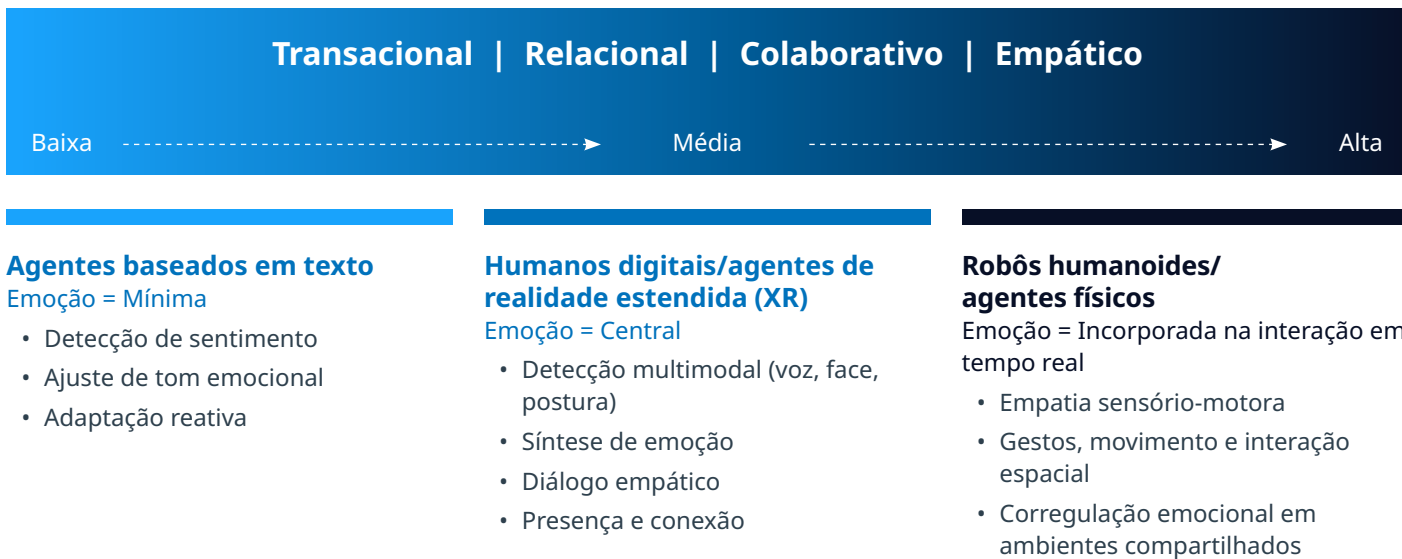 Transacional | Relacional | Colaborativo | Empático
Baixa Média Alta
Agentes baseados em texto
Emoção = Mínima
• Detecção de sentimento
• Ajuste de tom emocional
• Adaptação reativa
Humanos digitais/agentes de
realidade estendida (XR)
Emoção = Central
• Detecção multimodal (voz, face,
postura)
• Síntese de emoção
• Diálogo empático
• Presença e conexão
Robôs humanoides/
agentes físicos
Emoção = Incorporada na interação em
tempo real
• Empatia sensório-motora
• Gestos, movimento e interação
espacial
• Corregulação emocional em
ambientes compartilhados